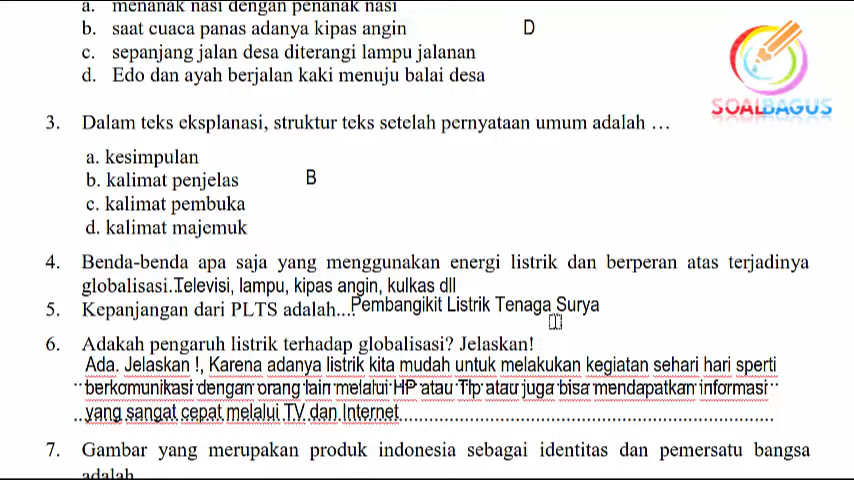 a. menanak nasi dengan penanak nasi
b. saat cuaca panas adanya kipas angin D
c. sepanjang jalan desa diterangi lampu jalanan
d. Edo dan ayah berjalan kaki menuju balai desa
SOALBAGUS
3. Dalam teks eksplanasi, struktur teks setelah pernyataan umum adalah …
a. kesimpulan
b. kalimat penjelas B
c. kalimat pembuka
d. kalimat majemuk
4. Benda-benda apa saja yang menggunakan energi listrik dan berperan atas terjadinya
globalisasi..Televisi, lampu, kipas angin, kulkas dll
5. Kepanjangan dari PLTS adalah...Pembangikit Listrik Tenaga Surya
6. Adakah pengaruh listrik terhadap globalisasi? Jelaskan!
Ada. Jelaskan !, Karena adanya listrik kita mudah untuk melakukan kegiatan sehari hari sperti
berkomunikasi dengan orang lain melalui HP atau Tlp atau juga bisa mendapatkan informasi
yang sangat cepat melalui TV dan Internet
7. Gambar yang merupakan produk indonesia sebagai identitas dan pemersatu bangsa
adalah